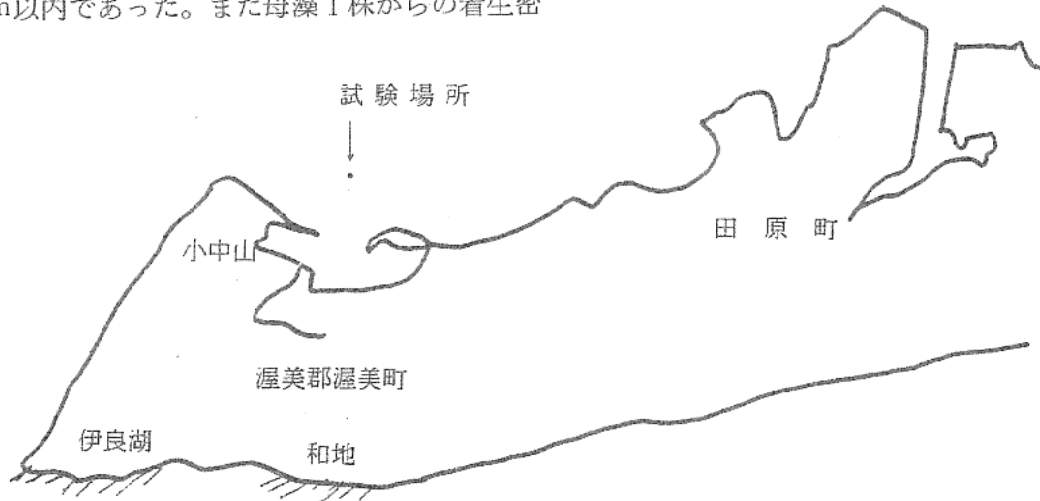 m以内であった。また母藻1株からの着生密
試験場所
小中山
田原町
渥美郡渥美町
伊良湖
和地